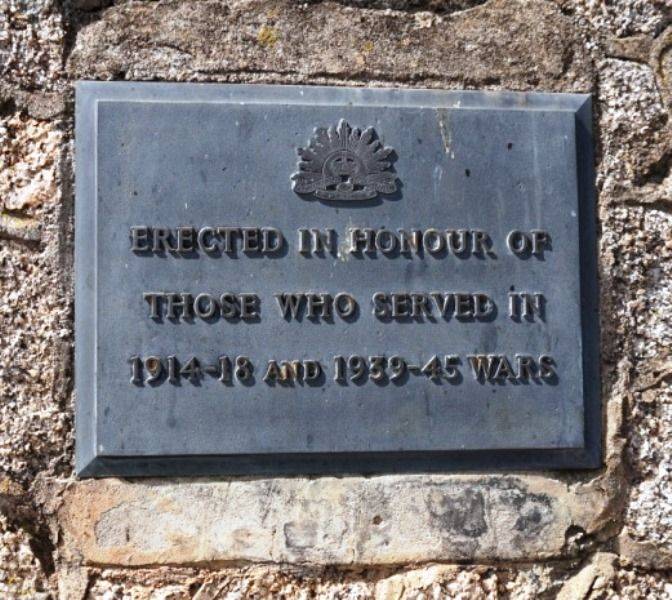 ERECTED IN HONOUR OF
THOSE WHO SERVED IN
1914-18 AND 1939-45 WARS